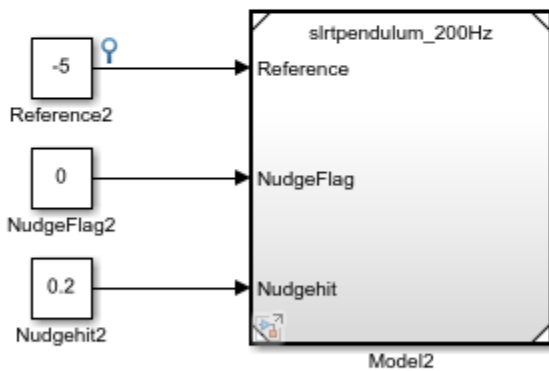 slrtpendulum_200Hz
-5
Reference
Reference2
0
NudgeFlag
NudgeFlag2
0.2
Nudgehit
Nudgehit2
Model2